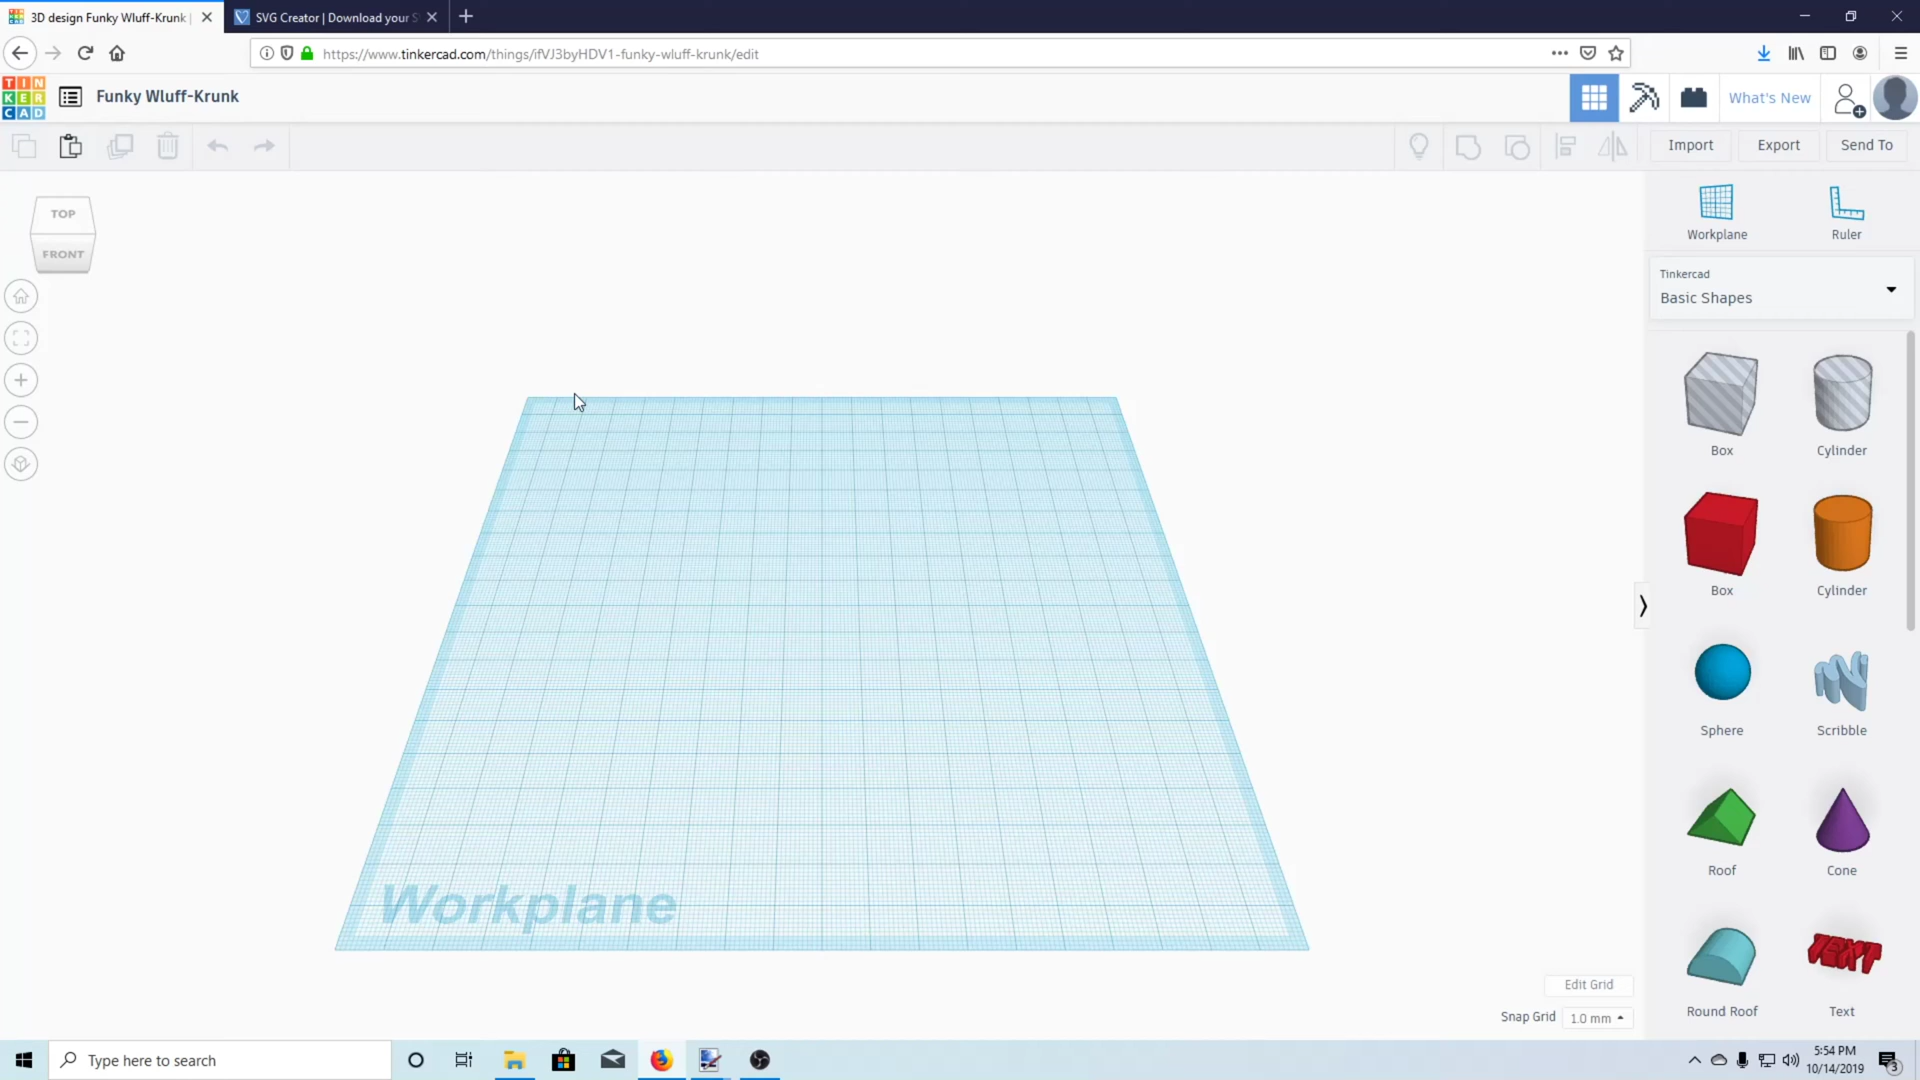 3D design Funky Wluff-Krunk |
SVG Creator | Download your S
https://www.tinkercad.com/things/ifVJ3byHDV1-funky-wluff-krunk/edit
TIN
KER
CAD
Funky Wluff-Krunk
What's New
Import
Export
Send To
TOP
FRONT
Workplane
Ruler
Tinkercad
Basic Shapes
Box
Cylinder
Box
Cylinder
Sphere
Scribble
Roof
Cone
TEXT
Round Roof
Text
Workplane
Edit Grid
Snap Grid
1.0 mm
Type here to search
5:54 PM
10/14/2019
3